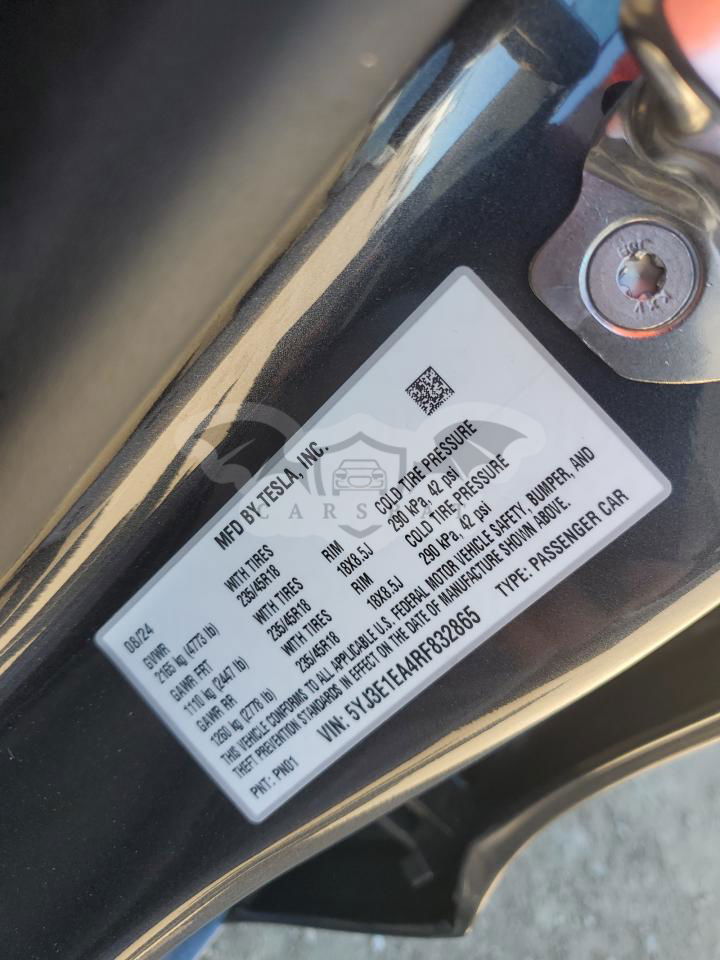 MFD BY TESLA, INC.
08/24
GVWR
2165 kg (4773 lb)
GAWR FRT WITH TIRES RIM COLD TIRE PRESSURE
1110 kg (2447 lb) 235/45R18 18X8.5J 290 kPa, 42 psi
GAWR RR WITH TIRES RIM COLD TIRE PRESSURE
1260 kg (2778 lb) 235/45R18 18X8.5J 290 kPa, 42 psi
WITH TIRES
235/45R18
THIS VEHICLE CONFORMS TO ALL APPLICABLE U.S. FEDERAL MOTOR VEHICLE SAFETY, BUMPER, AND
THEFT PREVENTION STANDARDS IN EFFECT ON THE DATE OF MANUFACTURE SHOWN ABOVE.
VIN: 5YJ3E1EA4RF832865 TYPE: PASSENGER CAR
PNT: PN01